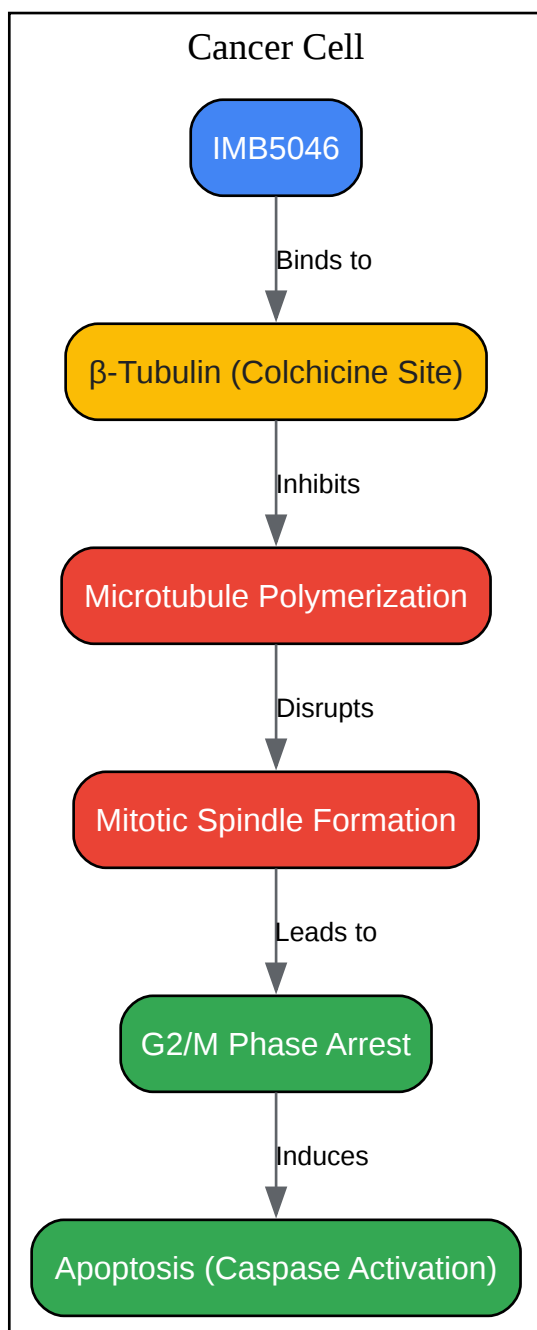 Cancer Cell
IMB5046
Binds to
β-Tubulin (Colchicine Site)
Inhibits
Microtubule Polymerization
Disrupts
Mitotic Spindle Formation
Leads to
G2/M Phase Arrest
Induces
Apoptosis (Caspase Activation)